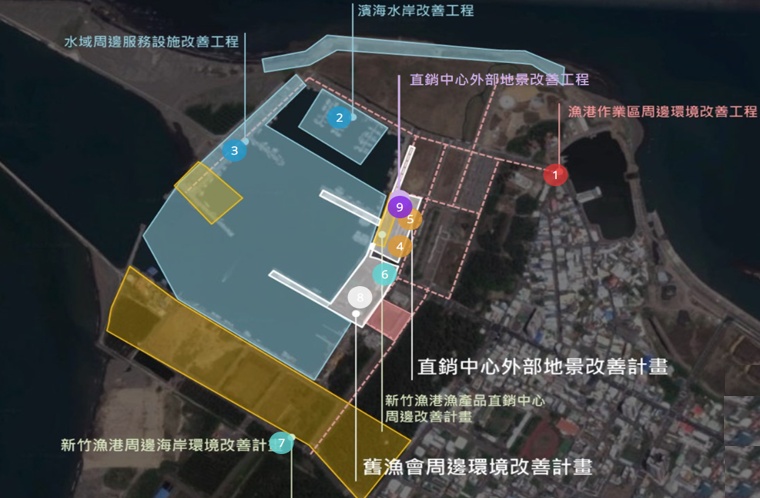 濱海水岸改善工程
水域周邊服務設施改善工程
直銷中心外部地景改善工程
漁港作業區周邊環境改善工程
2
3
1
9
5
4
6
8
直銷中心外部地景改善計畫
新竹漁港漁產品直銷中心
周邊改善計畫
新竹漁港周邊海岸環境改善計
7
舊漁會周邊環境改善計畫